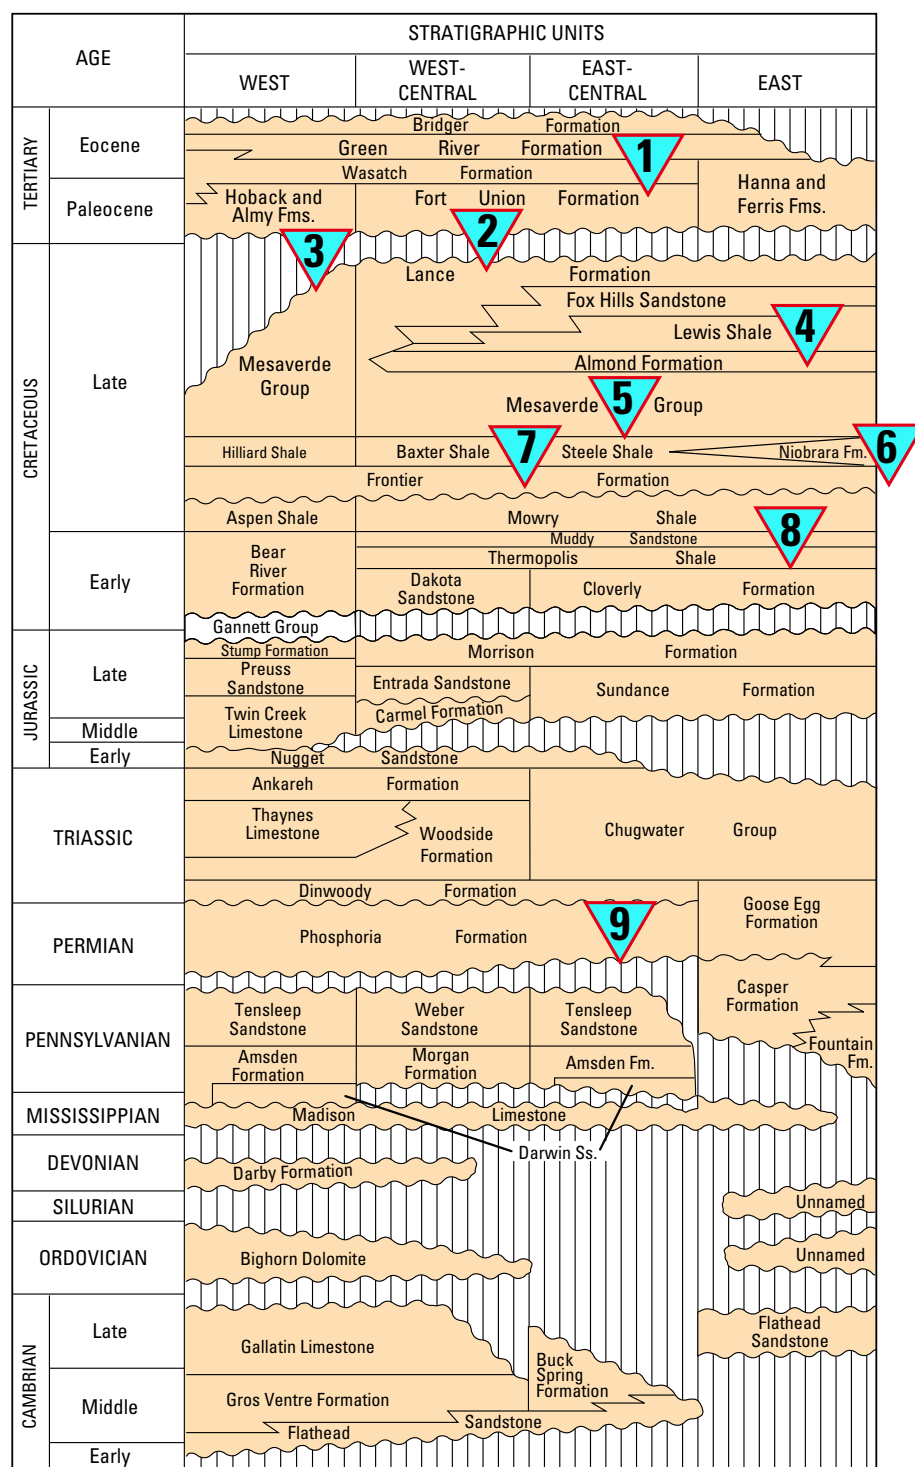 AGE
STRATIGRAPHIC UNITS
WEST
WEST-
CENTRAL
EAST-
CENTRAL
EAST
TERTIARY
Eocene
Bridger Formation
Green River Formation
1
Wasatch Formation
Paleocene
Hoback and
Almy Fms.
Fort Union Formation
Hanna and
Ferris Fms.
2
3
CRETACEOUS
Late
Lance Formation
Fox Hills Sandstone
Lewis Shale
4
Almond Formation
Mesaverde
Group
Mesaverde Group
5
Hilliard Shale
Baxter Shale
7
Steele Shale
Niobrara Fm.
6
Frontier Formation
Aspen Shale
Mowry Shale
8
Early
Muddy Sandstone
Thermopolis Shale
Bear
River
Formation
Dakota
Sandstone
Cloverly Formation
Gannett Group
JURASSIC
Late
Stump Formation
Morrison Formation
Preuss
Sandstone
Entrada Sandstone
Sundance Formation
Carmel Formation
Twin Creek
Limestone
Middle
Early
Nugget Sandstone
TRIASSIC
Ankareh Formation
Thaynes
Limestone
Woodside
Formation
Chugwater Group
Dinwoody Formation
Goose Egg
Formation
PERMIAN
Phosphoria Formation
9
PENNSYLVANIAN
Tensleep
Sandstone
Weber
Sandstone
Tensleep
Sandstone
Casper
Formation
Amsden
Formation
Morgan
Formation
Amsden Fm.
Fountain
Fm.
MISSISSIPPIAN
Madison Limestone
Darwin Ss.
DEVONIAN
Darby Formation
SILURIAN
Unnamed
ORDOVICIAN
Bighorn Dolomite
Unnamed
CAMBRIAN
Late
Gallatin Limestone
Flathead
Sandstone
Buck
Spring
Formation
Middle
Gros Ventre Formation
Flathead Sandstone
Early